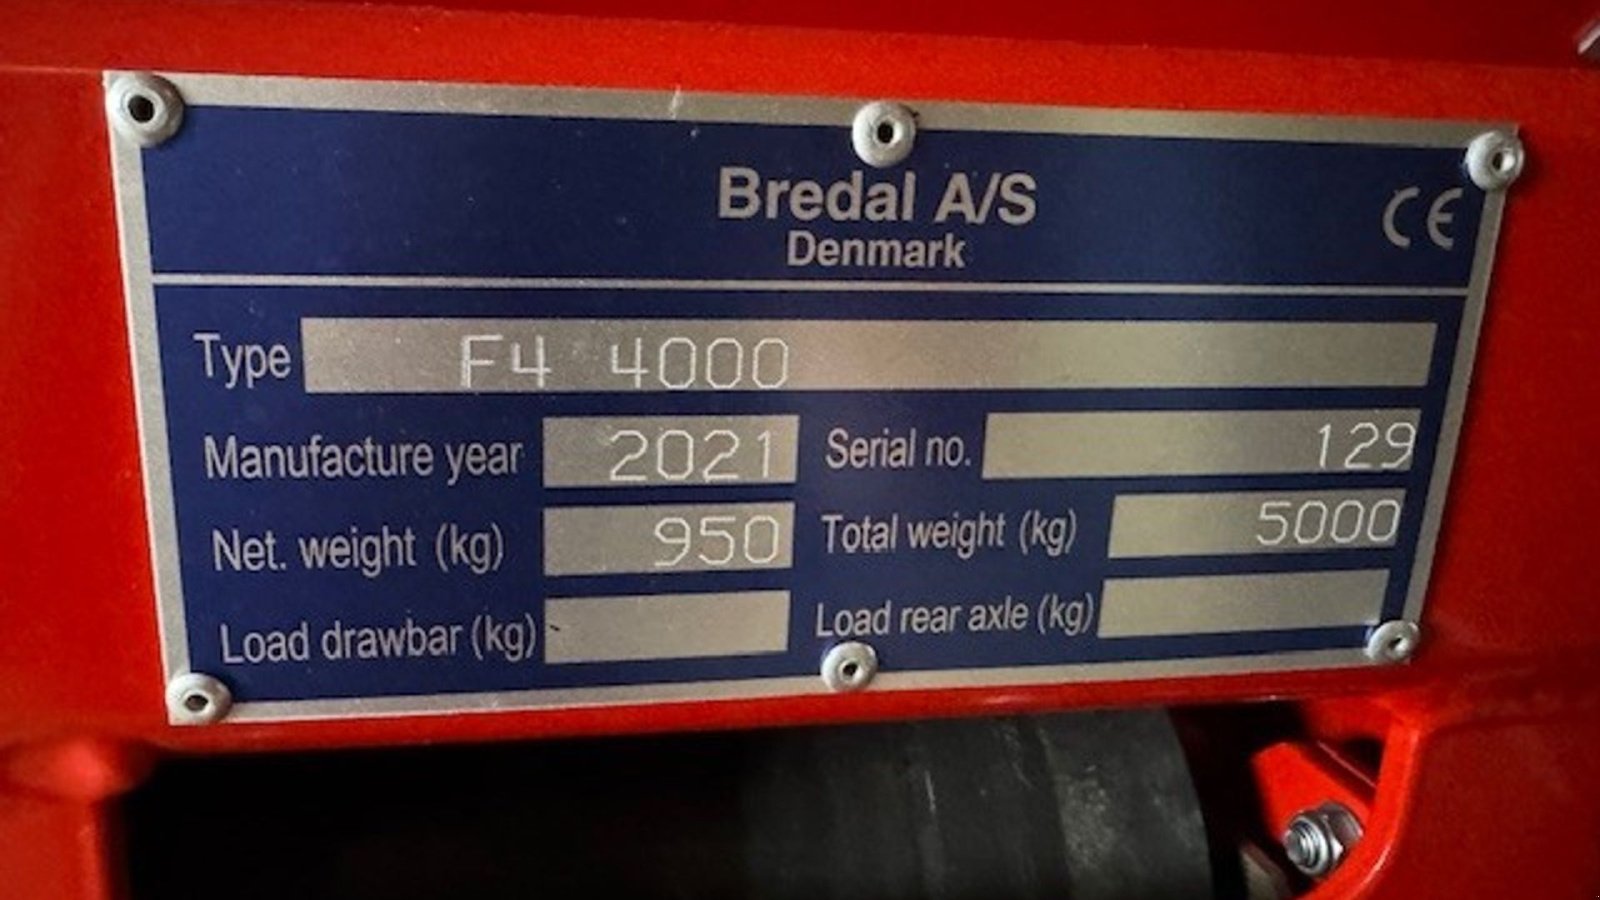 Bredal A/S
Denmark
CE
Type F4 4000
Manufacture year 2021 Serial no. 129
Net. weight (kg) 950 Total weight (kg) 5000
Load drawbar (kg) Load rear axle (kg)